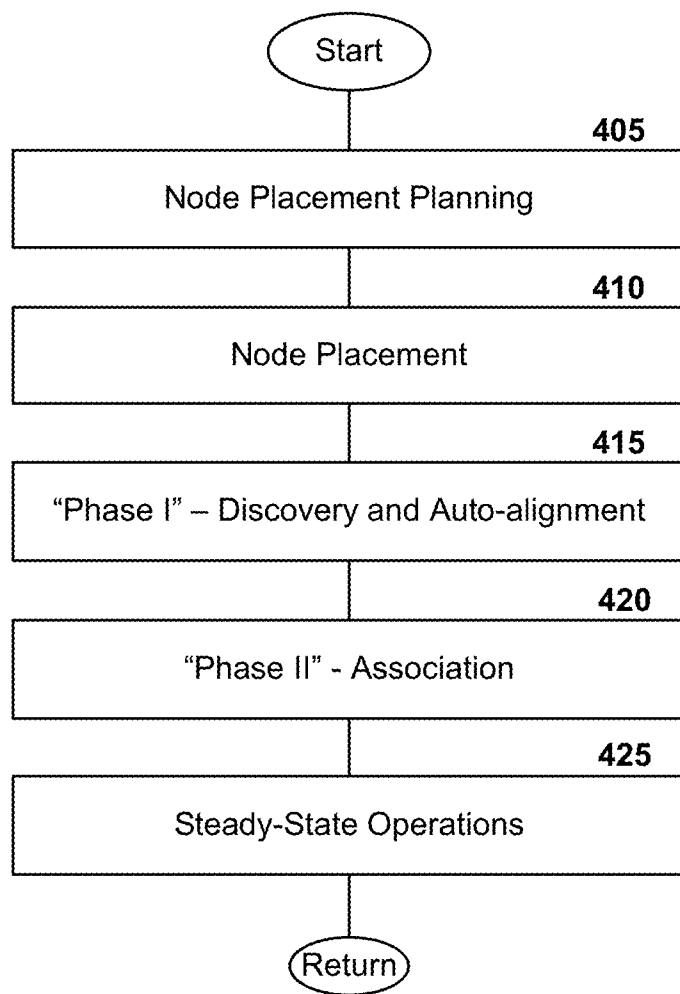 Start
405
Node Placement Planning
410
Node Placement
415
“Phase I” – Discovery and Auto-alignment
420
“Phase II” - Association
425
Steady-State Operations
Return